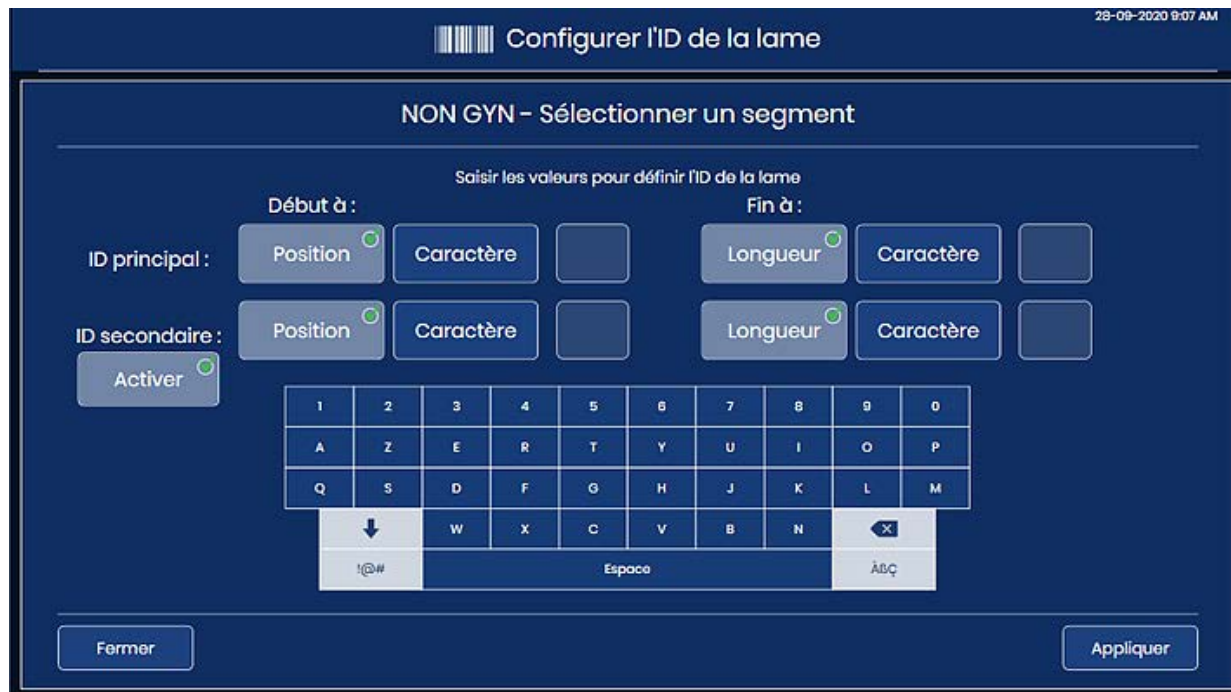 28-09-2020 9:07 AM
Configurer l'ID de la lame
NON GYN - Sélectionner un segment
Saisir les valeurs pour définir l'ID de la lame
Début à : Fin à :
ID principal : Position Caractère Longueur Caractère
ID secondaire : Position Caractère Longueur Caractère
Activer
1 2 3 4 5 6 7 8 9 0
A Z E R T Y U I O P
Q S D F G H J K L M
W X C V B N
!@# Espace ÀßÇ
Fermer Appliquer